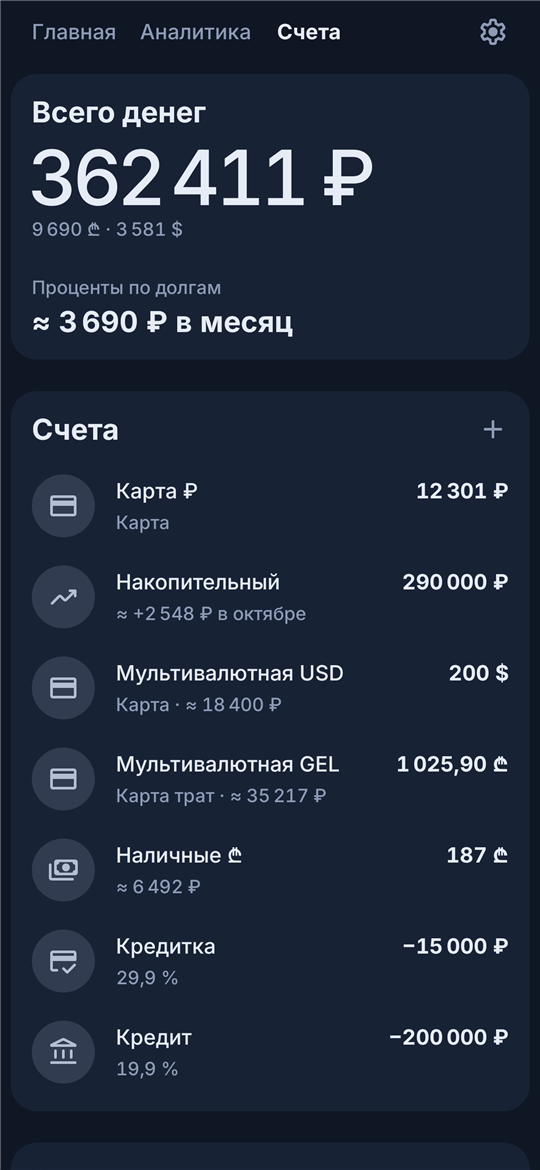 Главная Аналитика Счета
Всего денег
362 411 ₽
9 690 ₾ · 3 581 $
Проценты по долгам
≈ 3 690 ₽ в месяц
Счета
Карта ₽ 12 301 ₽
Карта
Накопительный 290 000 ₽
≈ +2 548 ₽ в октябре
Мультивалютная USD 200 $
Карта · ≈ 18 400 ₽
Мультивалютная GEL 1 025,90 ₾
Карта трат · ≈ 35 217 ₽
Наличные ₾ 187 ₾
≈ 6 492 ₽
Кредитка −15 000 ₽
29,9 %
Кредит −200 000 ₽
19,9 %